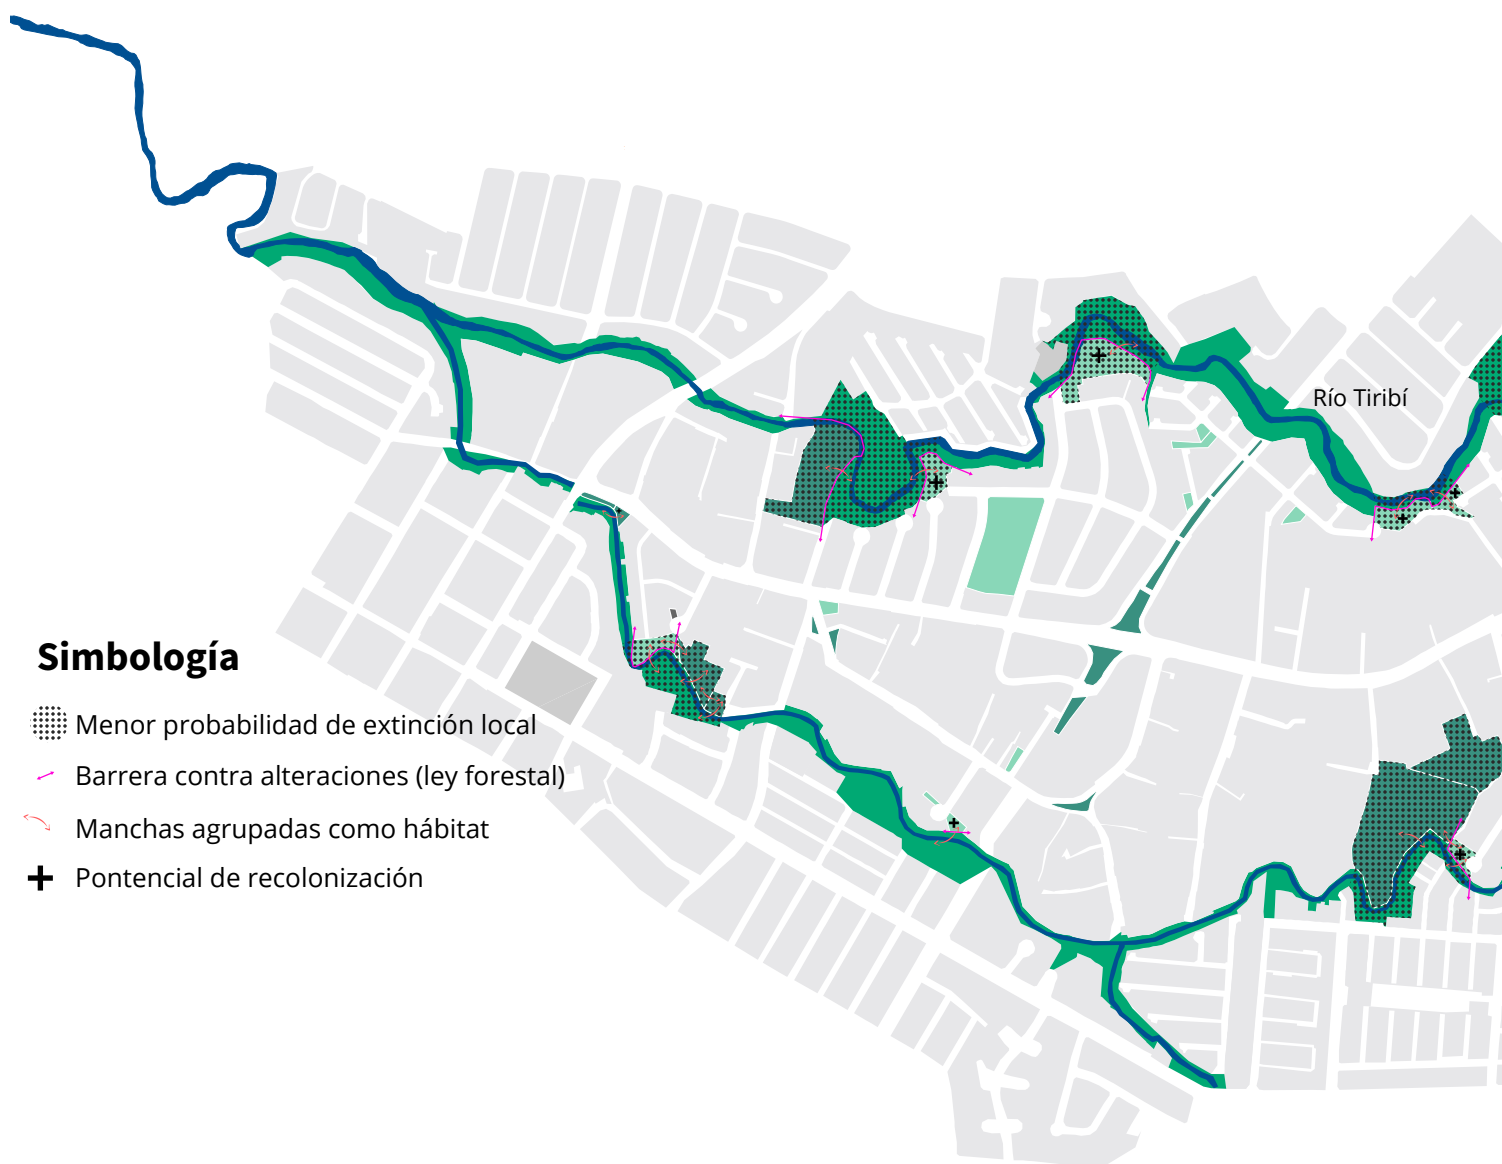 Río Tiribí
Simbología
Menor probabilidad de extinción local
Barrera contra alteraciones (ley forestal)
Manchas agrupadas como hábitat
Pontencial de recolonización